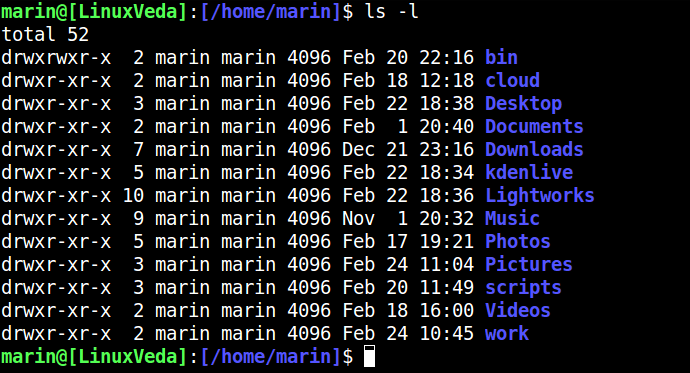 marin@[LinuxVeda]:[/home/marin]$ ls -l
total 52
drwxrwxr-x  2 marin marin 4096 Feb 20 22:16 bin
drwxr-xr-x  2 marin marin 4096 Feb 18 12:18 cloud
drwxr-xr-x  3 marin marin 4096 Feb 22 18:38 Desktop
drwxr-xr-x  2 marin marin 4096 Feb  1 20:40 Documents
drwxr-xr-x  7 marin marin 4096 Dec 21 23:16 Downloads
drwxr-xr-x  5 marin marin 4096 Feb 22 18:34 kdenlive
drwxr-xr-x 10 marin marin 4096 Feb 22 18:36 Lightworks
drwxr-xr-x  9 marin marin 4096 Nov  1 20:32 Music
drwxr-xr-x  5 marin marin 4096 Feb 17 19:21 Photos
drwxr-xr-x  3 marin marin 4096 Feb 24 11:04 Pictures
drwxr-xr-x  3 marin marin 4096 Feb 20 11:49 scripts
drwxr-xr-x  2 marin marin 4096 Feb 18 16:00 Videos
drwxr-xr-x  2 marin marin 4096 Feb 24 10:45 work
marin@[LinuxVeda]:[/home/marin]$